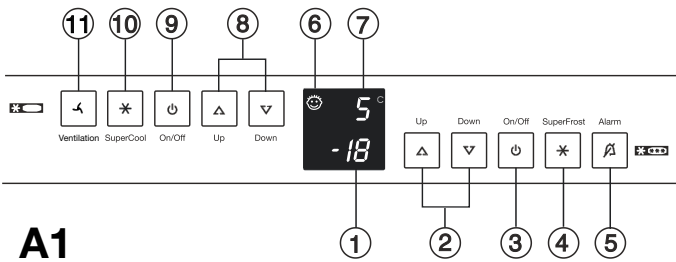 11 10 9 8 6 7
5 °C
Ventilation SuperCool On/Off Up Down
-18
Up Down On/Off SuperFrost Alarm
1 2 3 4 5
A1